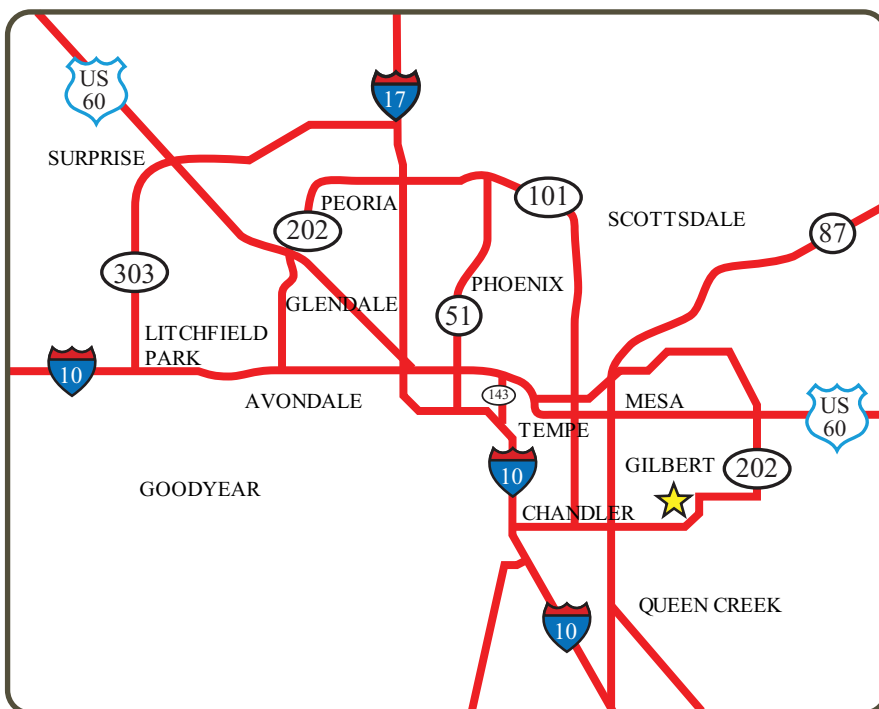 US
60
17
SURPRISE
101
PEORIA
SCOTTSDALE
202
87
303
PHOENIX
GLENDALE
51
LITCHFIELD
PARK
10
143
AVONDALE
MESA
US
60
TEMPE
GILBERT
202
10
GOODYEAR
CHANDLER
QUEEN CREEK
10